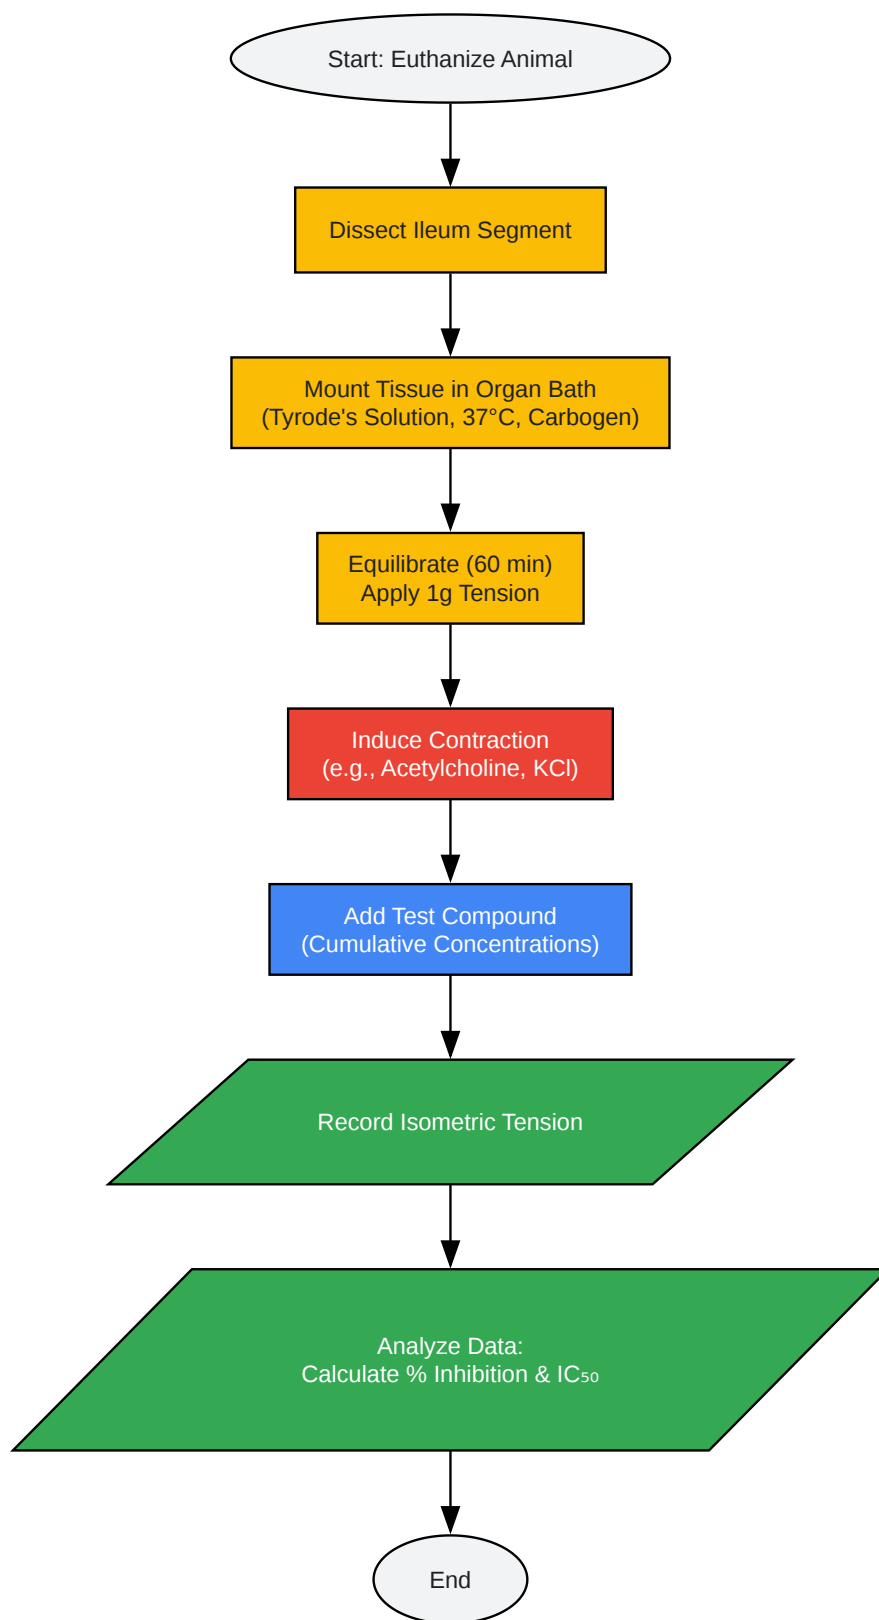 Start: Euthanize Animal
Dissect Ileum Segment
Mount Tissue in Organ Bath
(Tyrode's Solution, 37°C, Carbogen)
Equilibrate (60 min)
Apply 1g Tension
Induce Contraction
(e.g., Acetylcholine, KCl)
Add Test Compound
(Cumulative Concentrations)
Record Isometric Tension
Analyze Data:
Calculate % Inhibition & IC₅₀
End